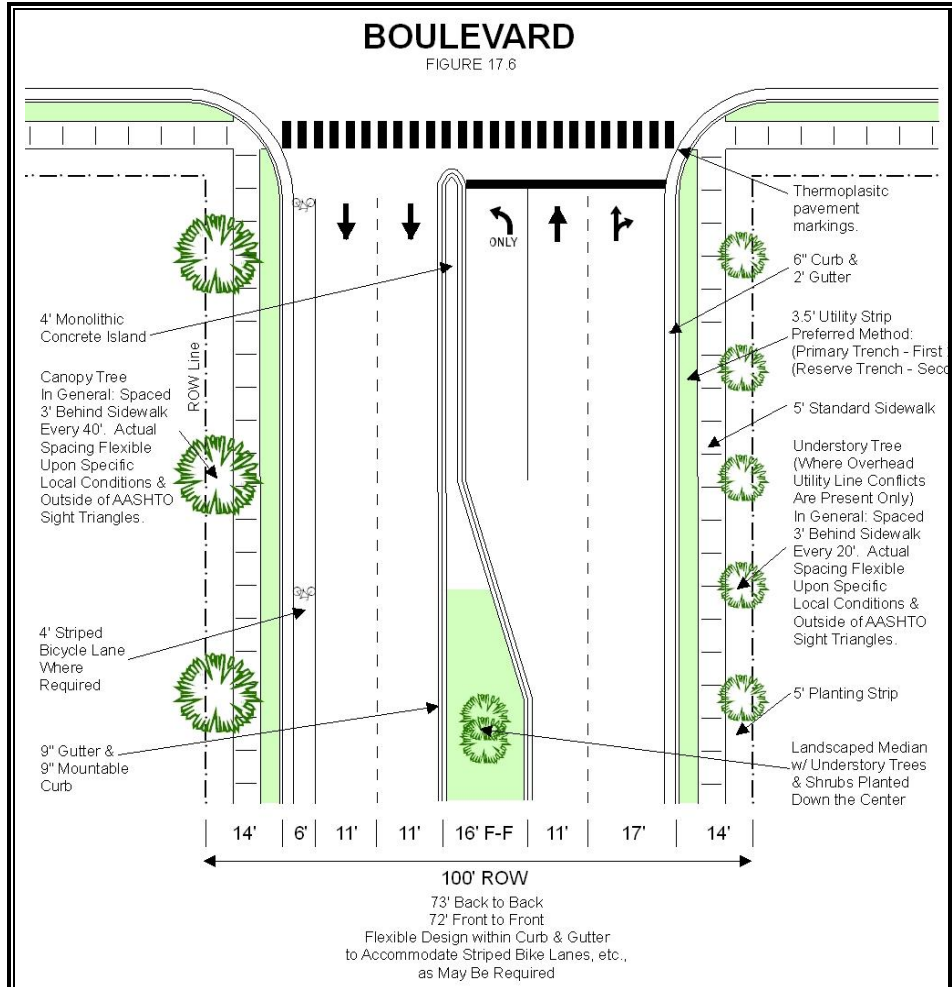 BOULEVARD
FIGURE 17.6
ONLY
Thermoplasitc
pavement
markings.
6" Curb &
2' Gutter
3.5' Utility Strip
Preferred Method:
(Primary Trench - First
(Reserve Trench - Seco
5' Standard Sidewalk
Understory Tree
(Where Overhead
Utility Line Conflicts
Are Present Only)
In General: Spaced
3' Behind Sidewalk
Every 20'. Actual
Spacing Flexible
Upon Specific
Local Conditions &
Outside of AASHTO
Sight Triangles.
5' Planting Strip
Landscaped Median
w/ Understory Trees
& Shrubs Planted
Down the Center
4' Monolithic
Concrete Island
ROW Line
Canopy Tree
In General: Spaced
3' Behind Sidewalk
Every 40'. Actual
Spacing Flexible
Upon Specific
Local Conditions &
Outside of AASHTO
Sight Triangles.
4' Striped
Bicycle Lane
Where
Required
9" Gutter &
9" Mountable
Curb
14' 6' 11' 11' 16' F-F 11' 17' 14'
100' ROW
73' Back to Back
72' Front to Front
Flexible Design within Curb & Gutter
to Accommodate Striped Bike Lanes, etc.,
as May Be Required